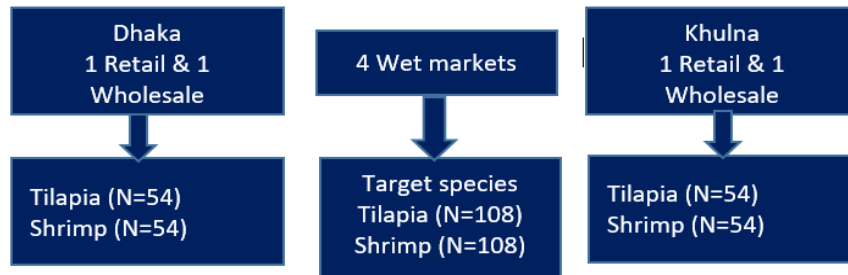 Dhaka
1 Retail & 1
Wholesale
4 Wet markets
Khulna
1 Retail & 1
Wholesale
Tilapia (N=54)
Shrimp (N=54)
Target species
Tilapia (N=108)
Shrimp (N=108)
Tilapia (N=54)
Shrimp (N=54)